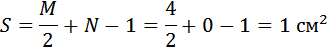 S = M/2 + N − 1 = 4/2 + 0 − 1 = 1 см²